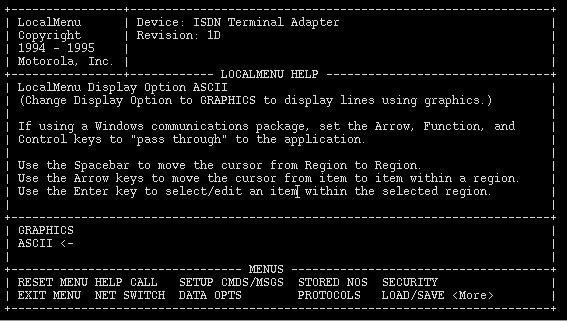 LocalMenu Device: ISDN Terminal Adapter
Copyright Revision: 1D
1994 - 1995
Motorola, Inc.
LOCALMENU HELP
LocalMenu Display Option ASCII
(Change Display Option to GRAPHICS to display lines using graphics.)
If using a Windows communications package, set the Arrow, Function, and
Control keys to "pass through" to the application.
Use the Spacebar to move the cursor from Region to Region.
Use the Arrow keys to move the cursor from item to item within a region.
Use the Enter key to select/edit an item within the selected region.
GRAPHICS
ASCII <-
MENUS
RESET MENU HELP CALL SETUP CMDS/MSGS STORED NOS SECURITY
EXIT MENU NET SWITCH DATA OPTS PROTOCOLS LOAD/SAVE <More>